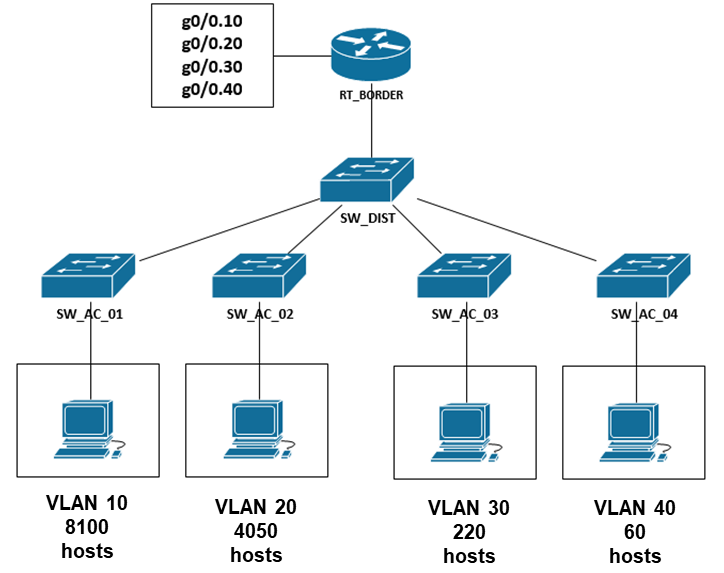 g0/0.10
g0/0.20
g0/0.30
g0/0.40
RT_BORDER
SW_DIST
SW_AC_01
SW_AC_02
SW_AC_03
SW_AC_04
VLAN 10
8100
hosts
VLAN 20
4050
hosts
VLAN 30
220
hosts
VLAN 40
60
hosts